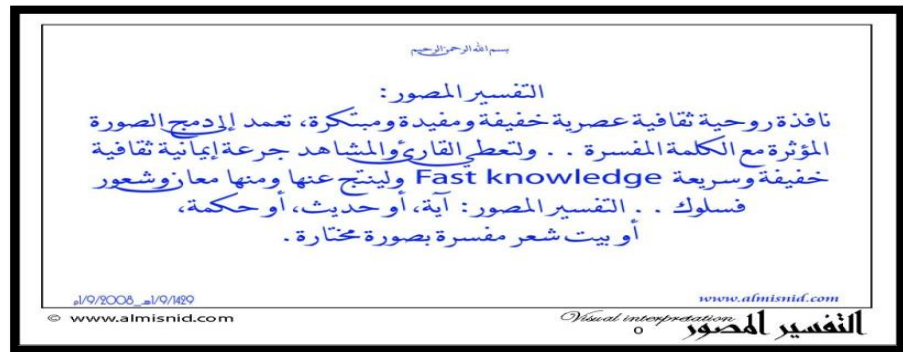 بسم الله الرحمن الرحيم
التفسير المصور:
نافذة روحية ثقافية عصرية خفيفة ومفيدة ومبتكرة، تعمد إلى دمج الصورة
المؤثرة مع الكلمة المفسرة . . ولتعطي القارئ والمشاهد جرعة إيمانية ثقافية
خفيفة وسريعة Fast knowledge ولينتج عنها ومنها معان وشعور
فسلوك . . التفسير المصور: آية، أو حديث، أو حكمة،
أو بيت شعر مفسرة بصورة مختارة.
1/9/2008_1/9/1429هـ م
www.almisnid.com
© www.almisnid.com
Visual interpretation
التفسير المصور